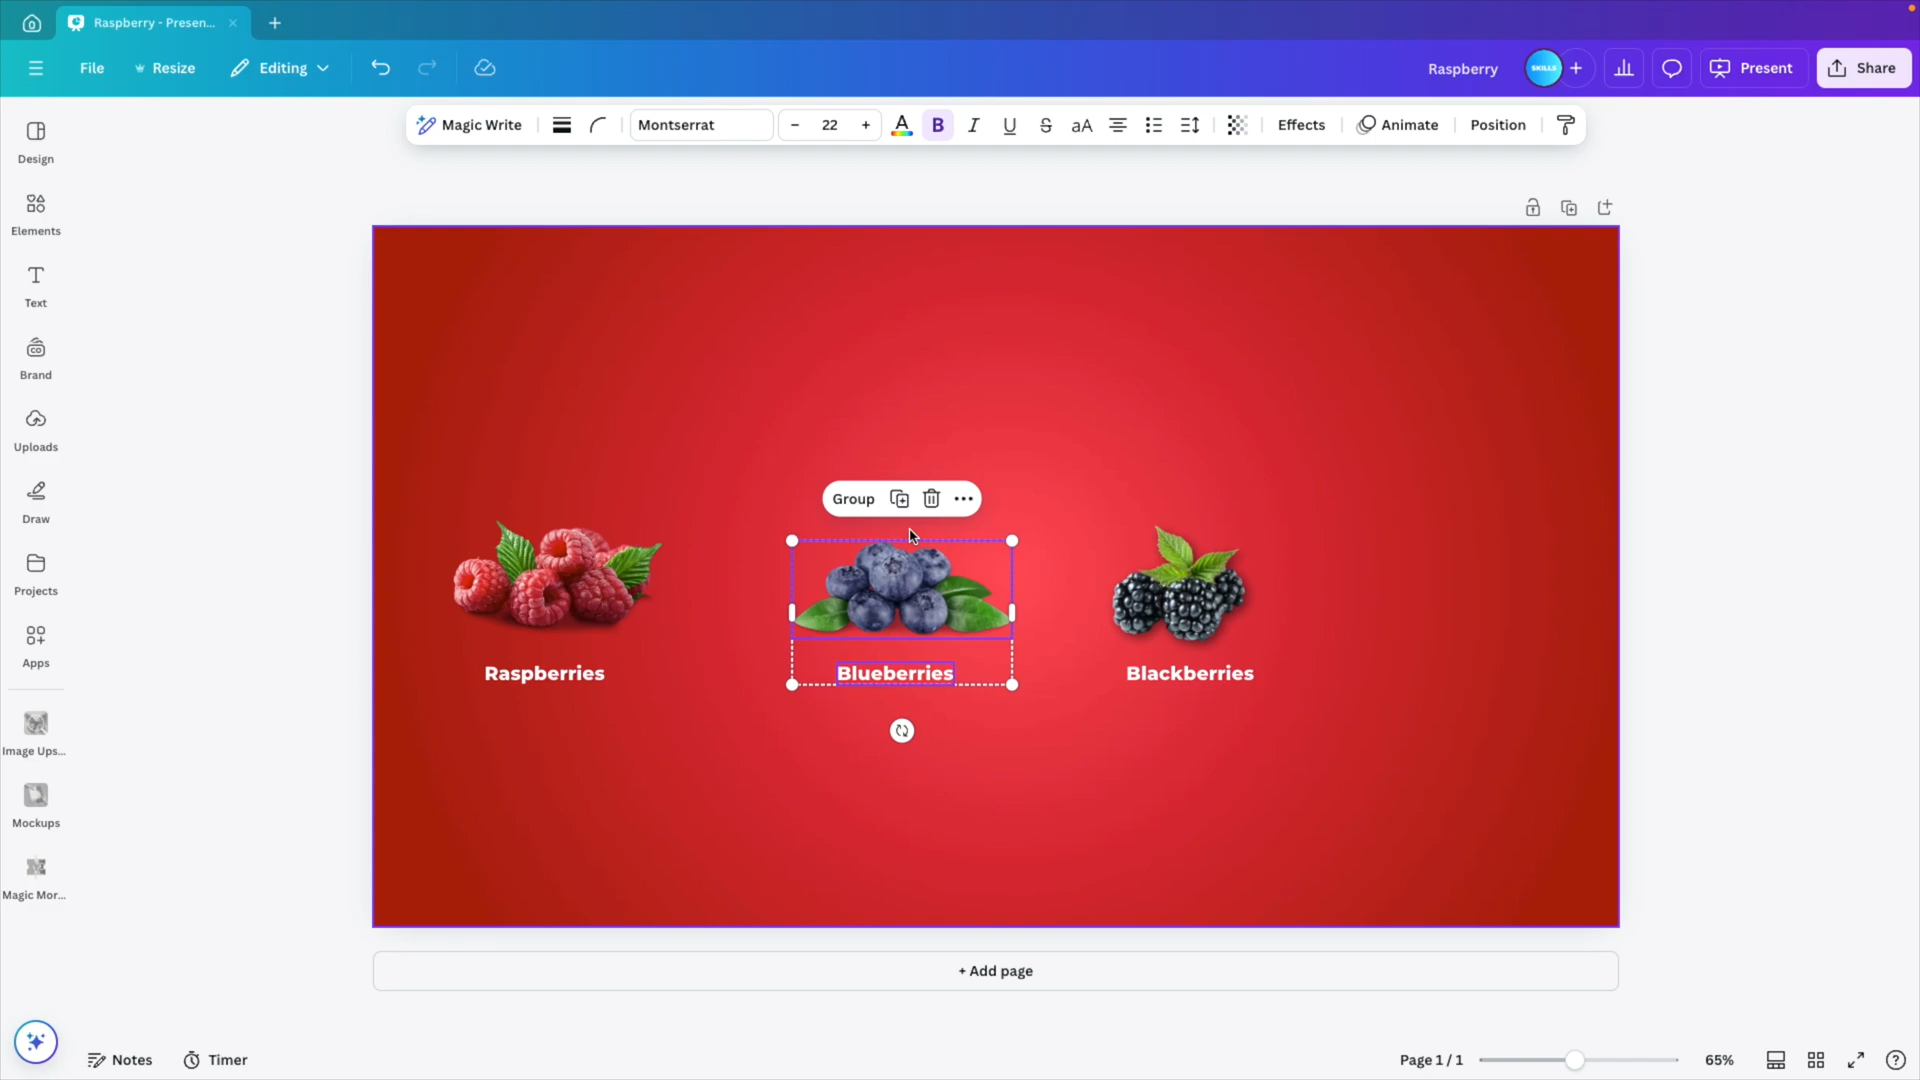 Raspberry - Presen...
File
Resize
Editing
Raspberry
SKILLS
Present
Share
Magic Write
Montserrat
22
B
I
U
S
aA
Effects
Animate
Position
Design
Elements
Text
Brand
Uploads
Draw
Projects
Apps
Image Ups...
Mockups
Magic Mor...
Group
Raspberries
Blueberries
Blackberries
+ Add page
Notes
Timer
Page 1 / 1
65%